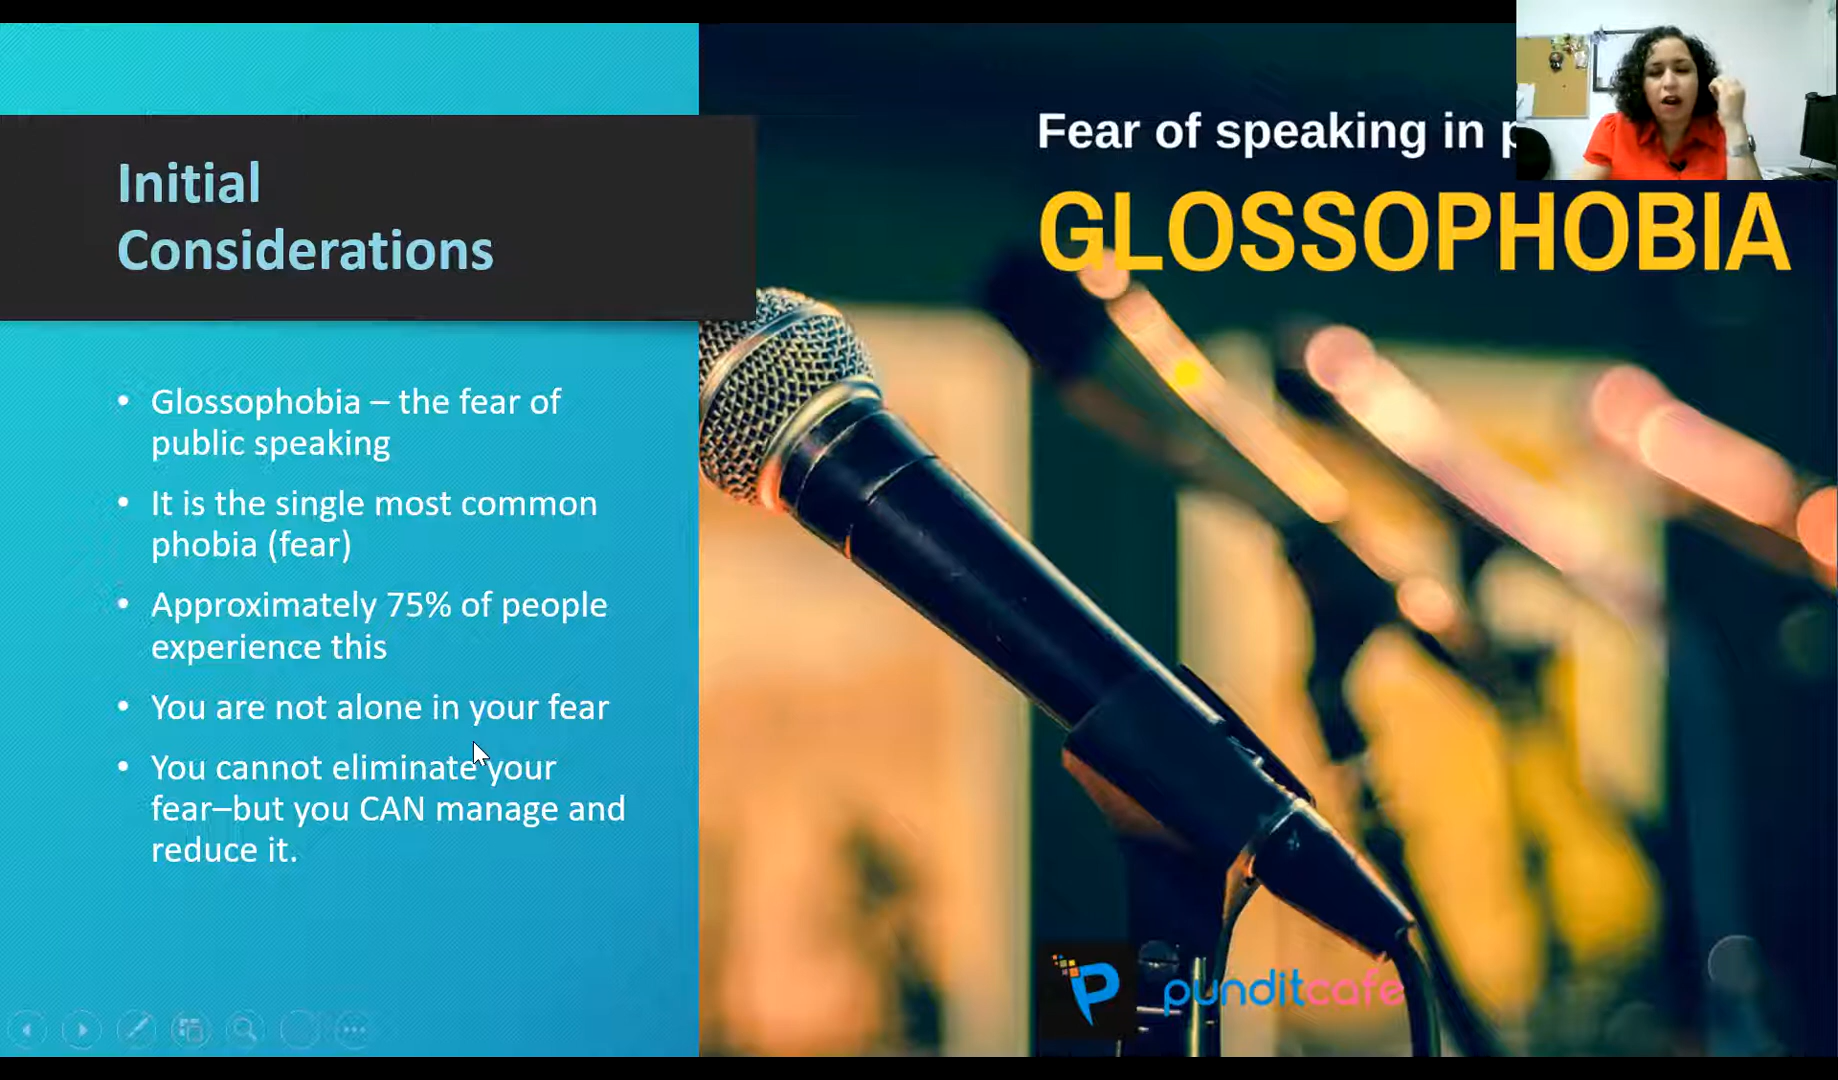 Initial
Considerations
• Glossophobia – the fear of
public speaking
• It is the single most common
phobia (fear)
• Approximately 75% of people
experience this
• You are not alone in your fear
• You cannot eliminate your
fear–but you CAN manage and
reduce it.
Fear of speaking in
GLOSSOPHOBIA
punditcafe